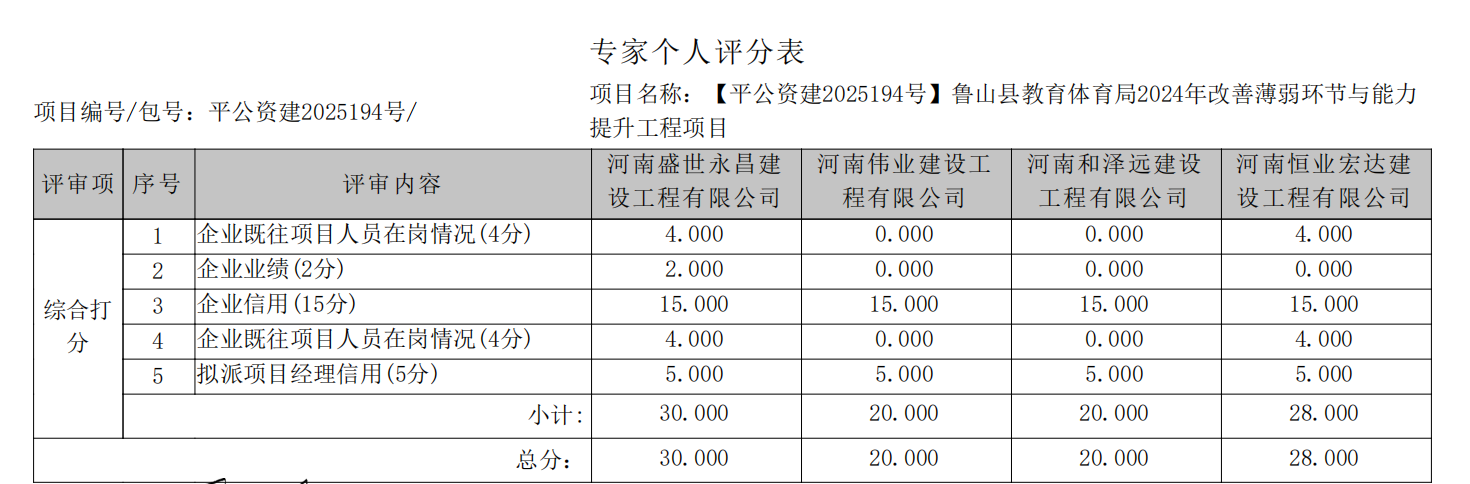 专家个人评分表
项目编号/包号：平公资建2025194号/
项目名称：【平公资建2025194号】鲁山县教育体育局2024年改善薄弱环节与能力
提升工程项目
评审项 序号 评审内容 河南盛世永昌建设工程有限公司 河南伟业建设工程有限公司 河南和泽远建设工程有限公司 河南恒业宏达建设工程有限公司
综合打分
1 企业既往项目人员在岗情况(4分) 4.000 0.000 0.000 4.000
2 企业业绩(2分) 2.000 0.000 0.000 0.000
3 企业信用(15分) 15.000 15.000 15.000 15.000
4 企业既往项目人员在岗情况(4分) 4.000 0.000 0.000 4.000
5 拟派项目经理信用(5分) 5.000 5.000 5.000 5.000
小计: 30.000 20.000 20.000 28.000
总分： 30.000 20.000 20.000 28.000